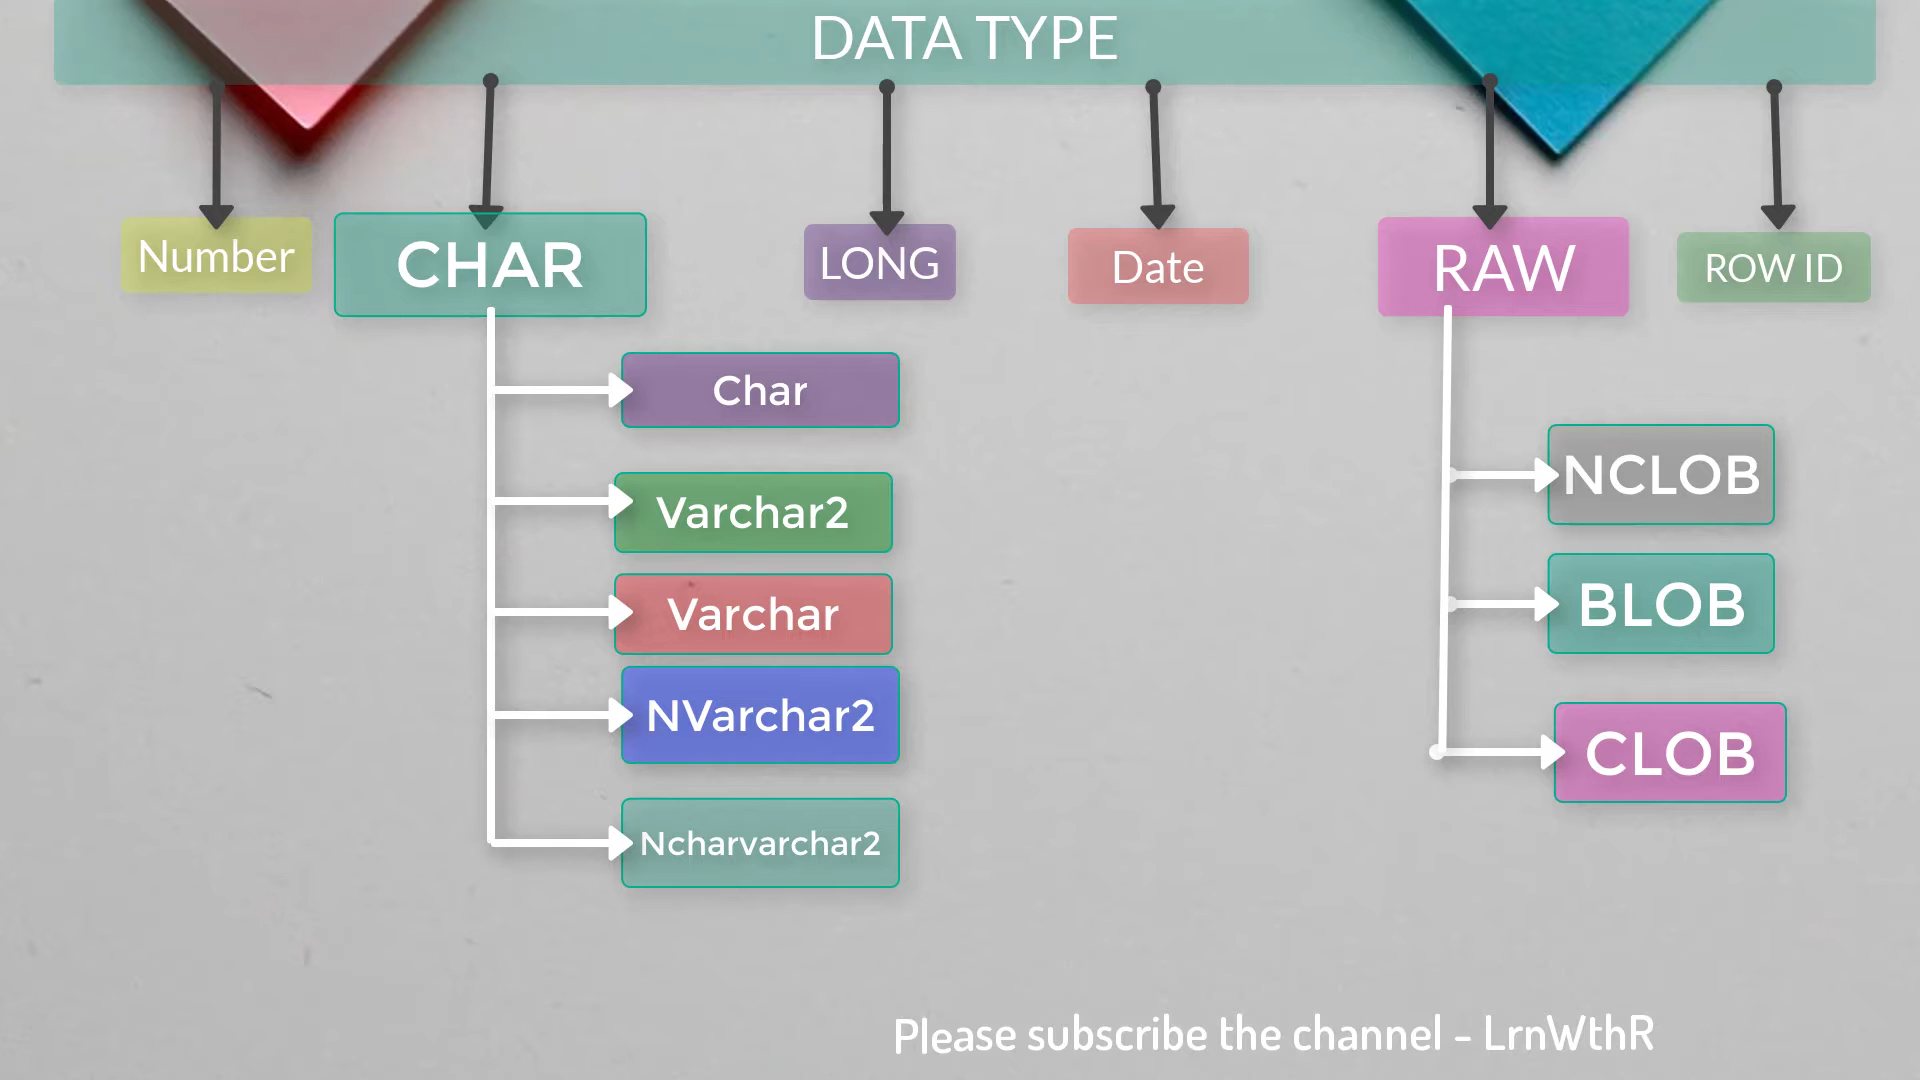 DATA TYPE
Number
CHAR
LONG
Date
RAW
ROW ID
Char
Varchar2
Varchar
NVarchar2
Ncharvarchar2
NCLOB
BLOB
CLOB
Please subscribe the channel - LrnWthR